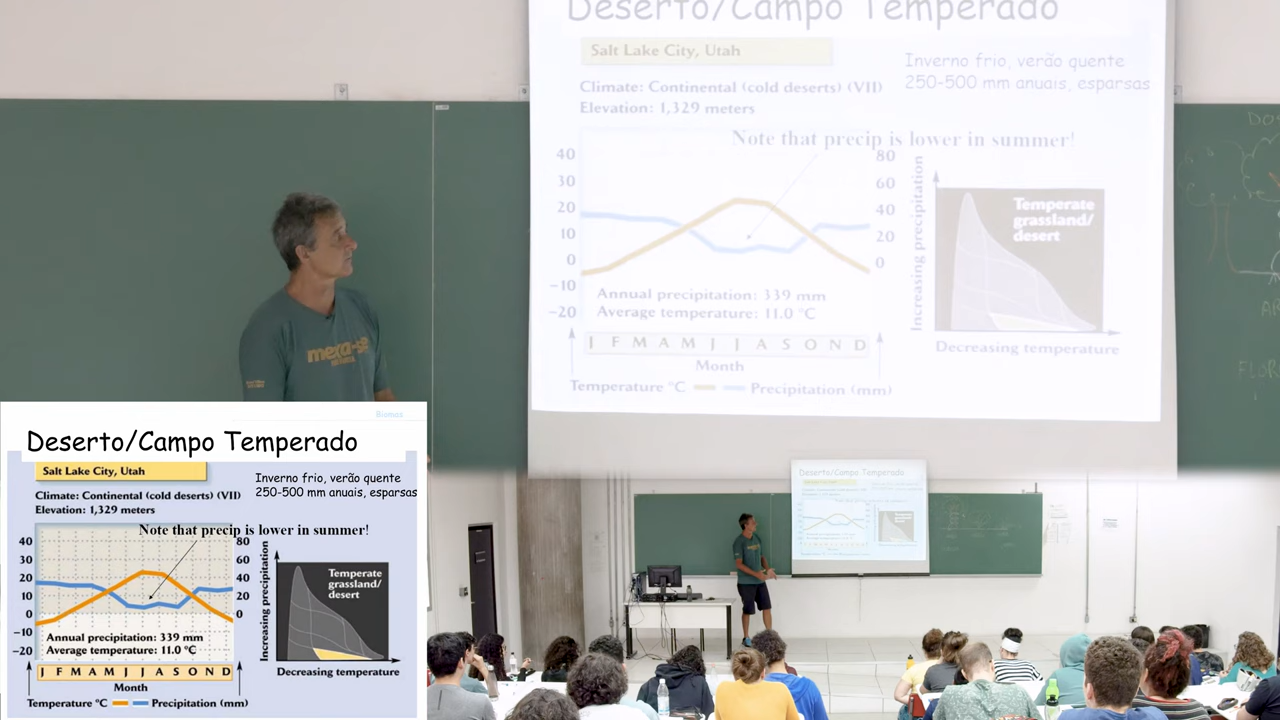 Deserto/Campo Temperado
Salt Lake City, Utah
Inverno frio, verão quente
250-500 mm anuais, esparsas
Climate: Continental (cold deserts) (VII)
Elevation: 1,329 meters
Note that precip is lower in summer!
40
30
20
10
0
−10
−20
80
60
40
20
0
Increasing precipitation
Temperate
grassland/
desert
Annual precipitation: 339 mm
Average temperature: 11.0 °C
J F M A M J J A S O N D
Month
Decreasing temperature
Temperature °C
Precipitation (mm)
mexa-se
Biomes
Deserto/Campo Temperado
Salt Lake City, Utah
Inverno frio, verão quente
250-500 mm anuais, esparsas
Climate: Continental (cold deserts) (VII)
Elevation: 1,329 meters
Note that precip is lower in summer!
40
30
20
10
0
−10
−20
80
60
40
20
0
Increasing precipitation
Temperate
grassland/
desert
Annual precipitation: 339 mm
Average temperature: 11.0 °C
J F M A M J J A S O N D
Month
Decreasing temperature
Temperature °C
Precipitation (mm)
Deserto/Campo Temperado